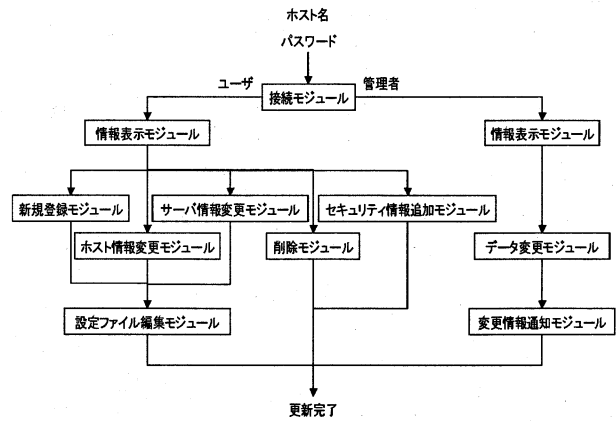 ホスト名
パスワード
ユーザ
管理者
接続モジュール
情報表示モジュール
情報表示モジュール
新規登録モジュール
サーバ情報変更モジュール
セキュリティ情報追加モジュール
ホスト情報変更モジュール
削除モジュール
データ変更モジュール
設定ファイル編集モジュール
変更情報通知モジュール
更新完了